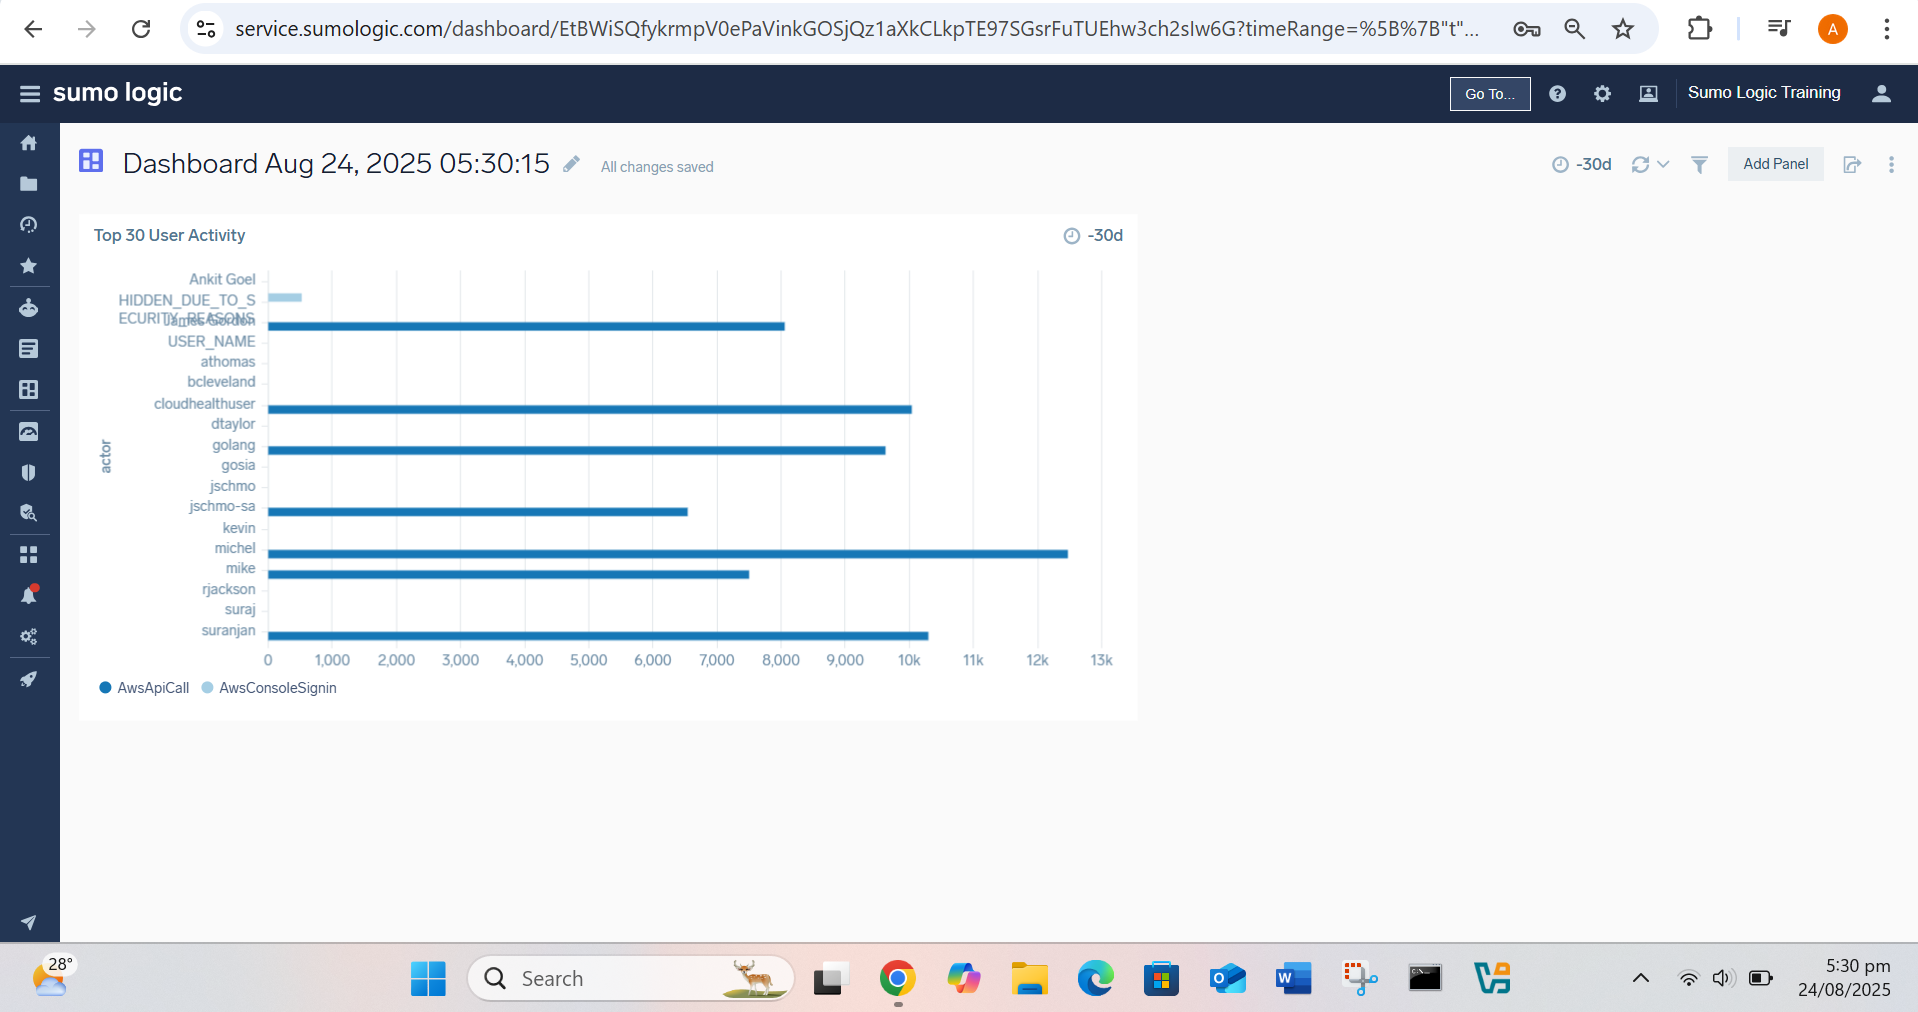 service.sumologic.com/dashboard/EtBWiSQfykrmpV0ePaVinkGOSjQz1aXkCLkpTE97SGsrFuTUEhw3ch2sIw6G?timeRange=%5B%7B"t"...
A
sumo logic
Go To...
Sumo Logic Training
Dashboard Aug 24, 2025 05:30:15
All changes saved
-30d
Add Panel
Top 30 User Activity
-30d
actor
Ankit Goel
HIDDEN_DUE_TO_S
ECURITY_REASONS
James Gordon
USER_NAME
athomas
bcleveland
cloudhealthuser
dtaylor
golang
gosia
jschmo
jschmo-sa
kevin
michel
mike
rjackson
suraj
suranjan
0 1,000 2,000 3,000 4,000 5,000 6,000 7,000 8,000 9,000 10k 11k 12k 13k
AwsApiCall AwsConsoleSignin
28°
Search
5:30 pm
24/08/2025